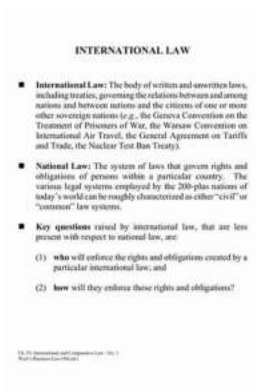 INTERNATIONAL LAW
■ International Law: The body of written and unwritten laws,
including treaties, governing the relations between and among
nations and between nations and the citizens of one or more
other sovereign nations (e.g., the Geneva Convention on the
Treatment of Prisoners of War, the Warsaw Convention on
International Air Travel, the General Agreement on Tariffs
and Trade, the Nuclear Test Ban Treaty).
■ National Law: The system of laws that govern rights and
obligations of persons within a particular country. The
various legal systems employed by the 200-plus nations of
today's world can be roughly characterized as either "civil" or
"common" law systems.
■ Key questions raised by international law, that are less
present with respect to national law, are:
(1) who will enforce the rights and obligations created by a
particular international law; and
(2) how will they enforce those rights and obligations?
International and Comparative Law
Business Law